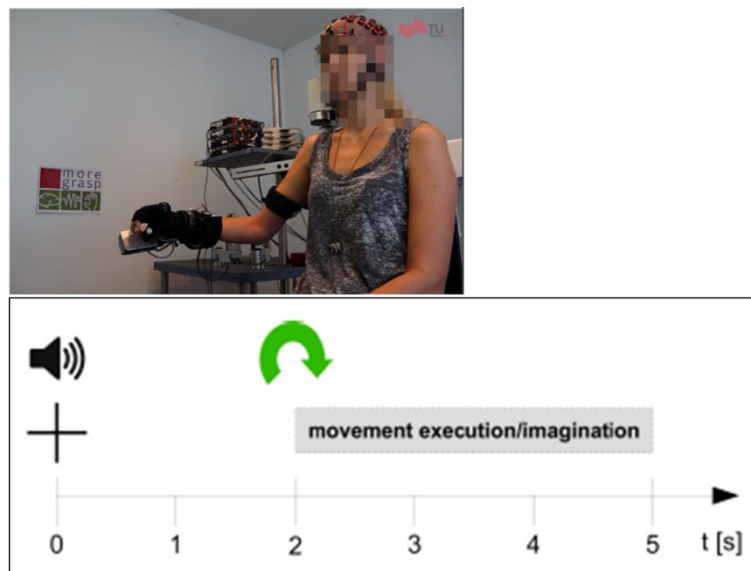 TU
more
grasp
movement execution/imagination
0 1 2 3 4 5 t [s]